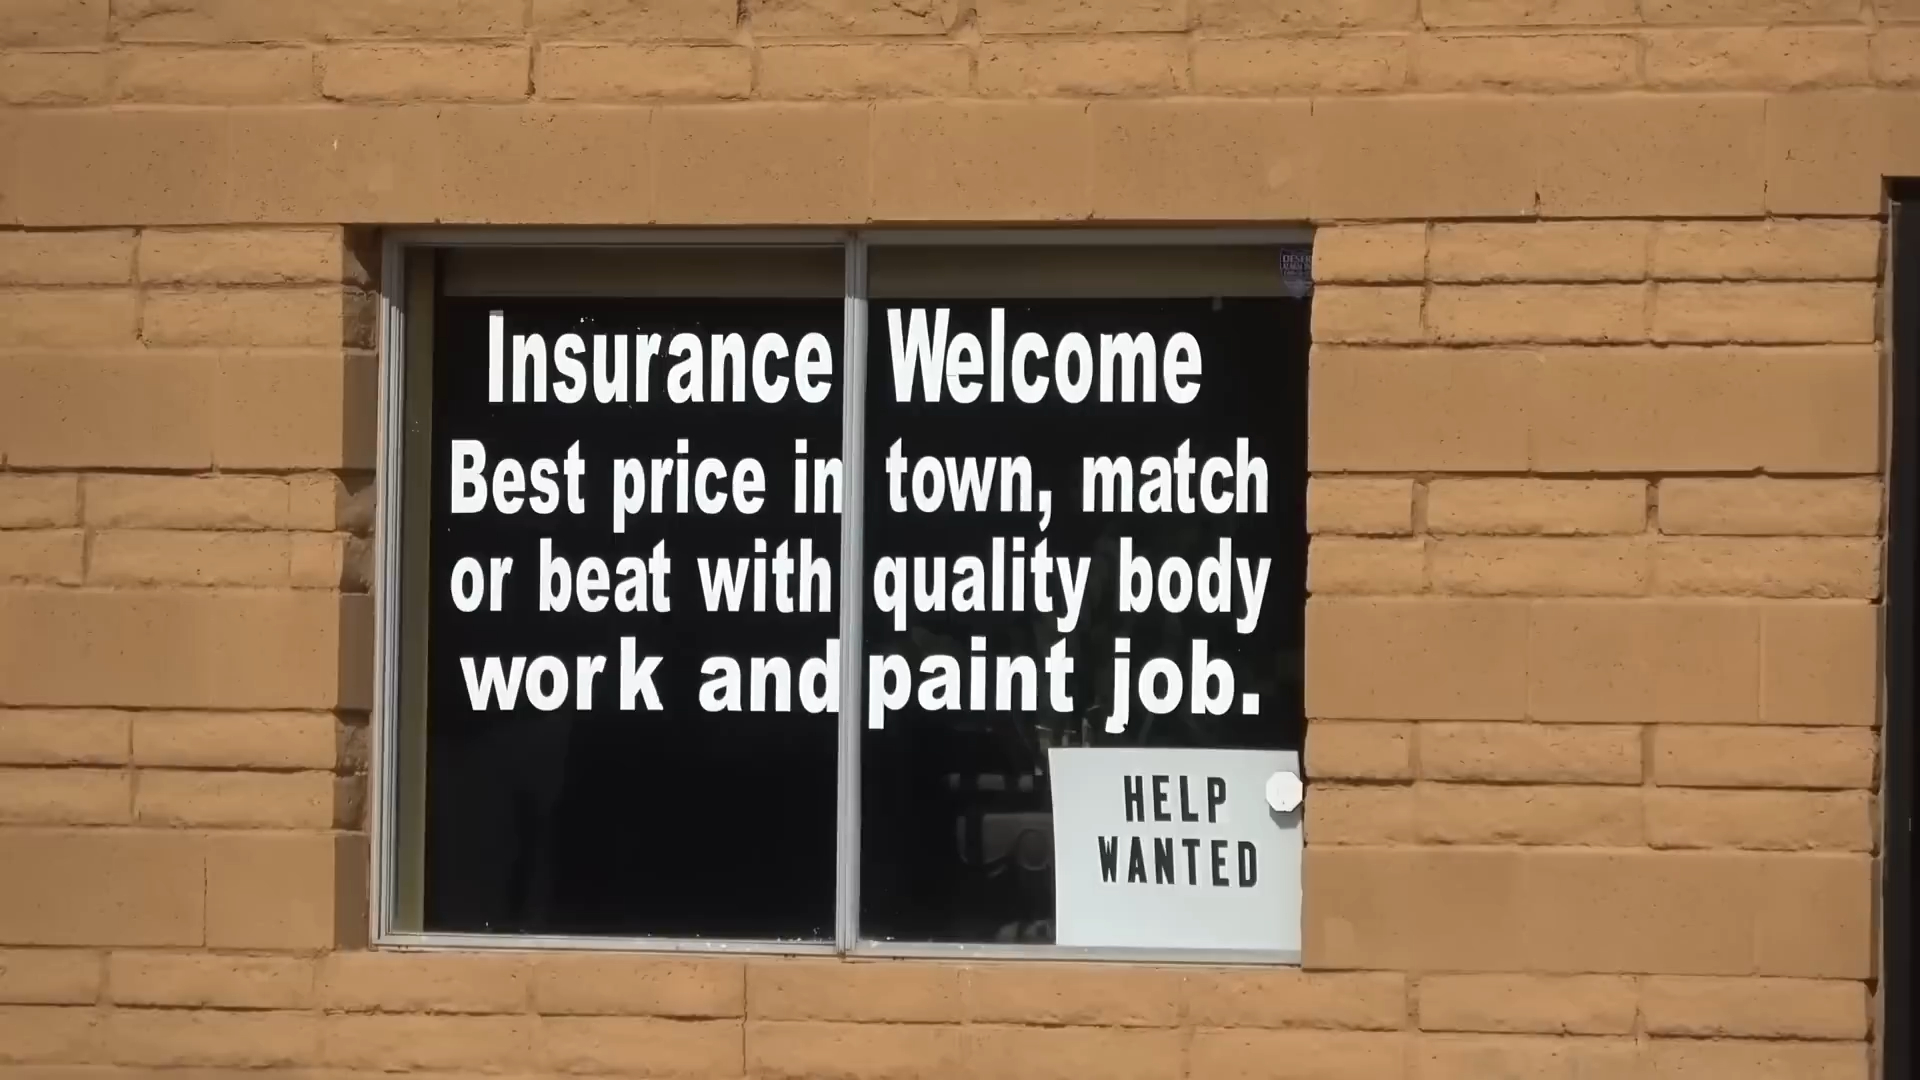 Insurance Welcome
Best price in town, match
or beat with quality body
work and paint job.
HELP
WANTED